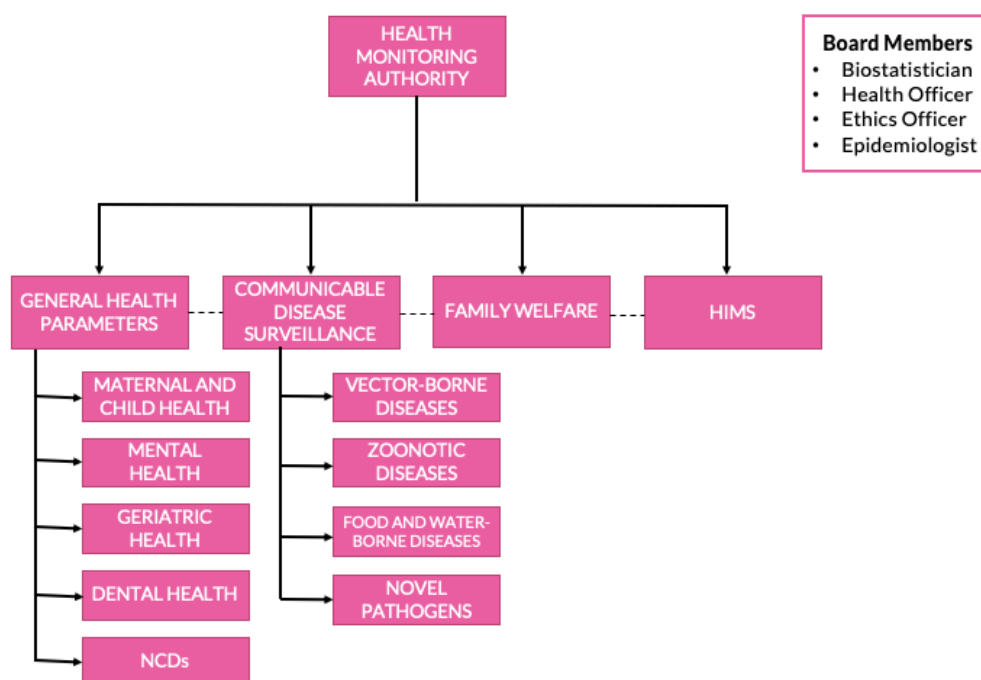 HEALTH
MONITORING
AUTHORITY
Board Members
• Biostatistician
• Health Officer
• Ethics Officer
• Epidemiologist
GENERAL HEALTH
PARAMETERS
COMMUNICABLE
DISEASE
SURVEILLANCE
FAMILY WELFARE
HIMS
MATERNAL AND
CHILD HEALTH
MENTAL
HEALTH
GERIATRIC
HEALTH
DENTAL HEALTH
NCDs
VECTOR-BORNE
DISEASES
ZOONOTIC
DISEASES
FOOD AND WATER-
BORNE DISEASES
NOVEL
PATHOGENS